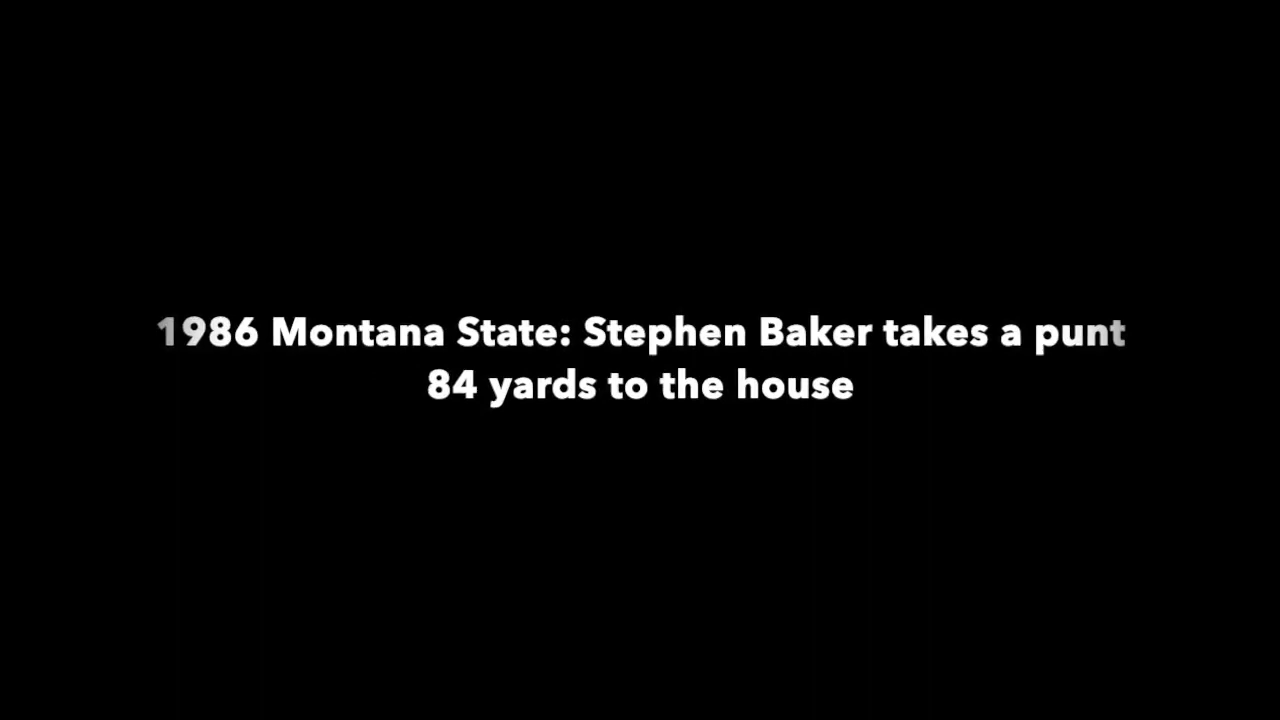 1986 Montana State: Stephen Baker takes a punt
84 yards to the house